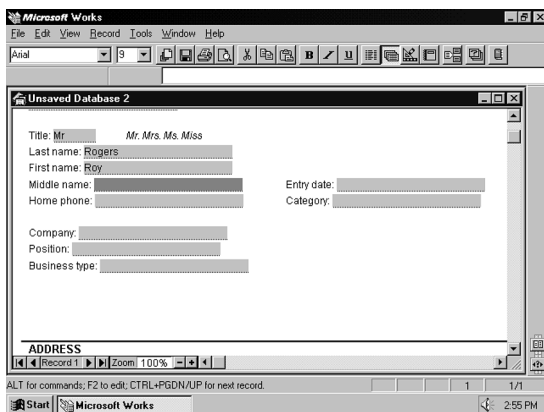 Microsoft Works
File Edit View Record Tools Window Help
Arial 9 B I U
Unsaved Database 2
Title: Mr Mr. Mrs. Ms. Miss
Last name: Rogers
First name: Roy
Middle name: Entry date:
Home phone: Category:
Company:
Position:
Business type:
ADDRESS
Record 1 Zoom 100%
ALT for commands; F2 to edit; CTRL+PGDN/UP for next record. 1 1/1
Start Microsoft Works 2:55 PM